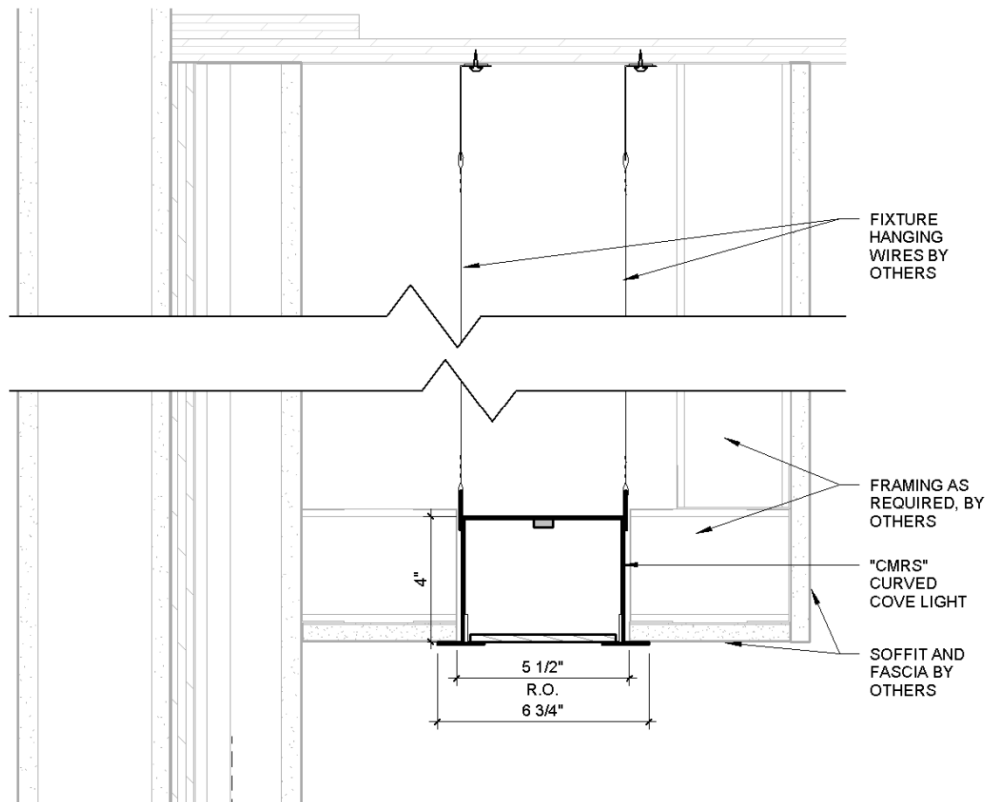 FIXTURE
HANGING
WIRES BY
OTHERS
FRAMING AS
REQUIRED, BY
OTHERS
"CMRS"
CURVED
COVE LIGHT
SOFFIT AND
FASCIA BY
OTHERS
4"
5 1/2"
R.O.
6 3/4"